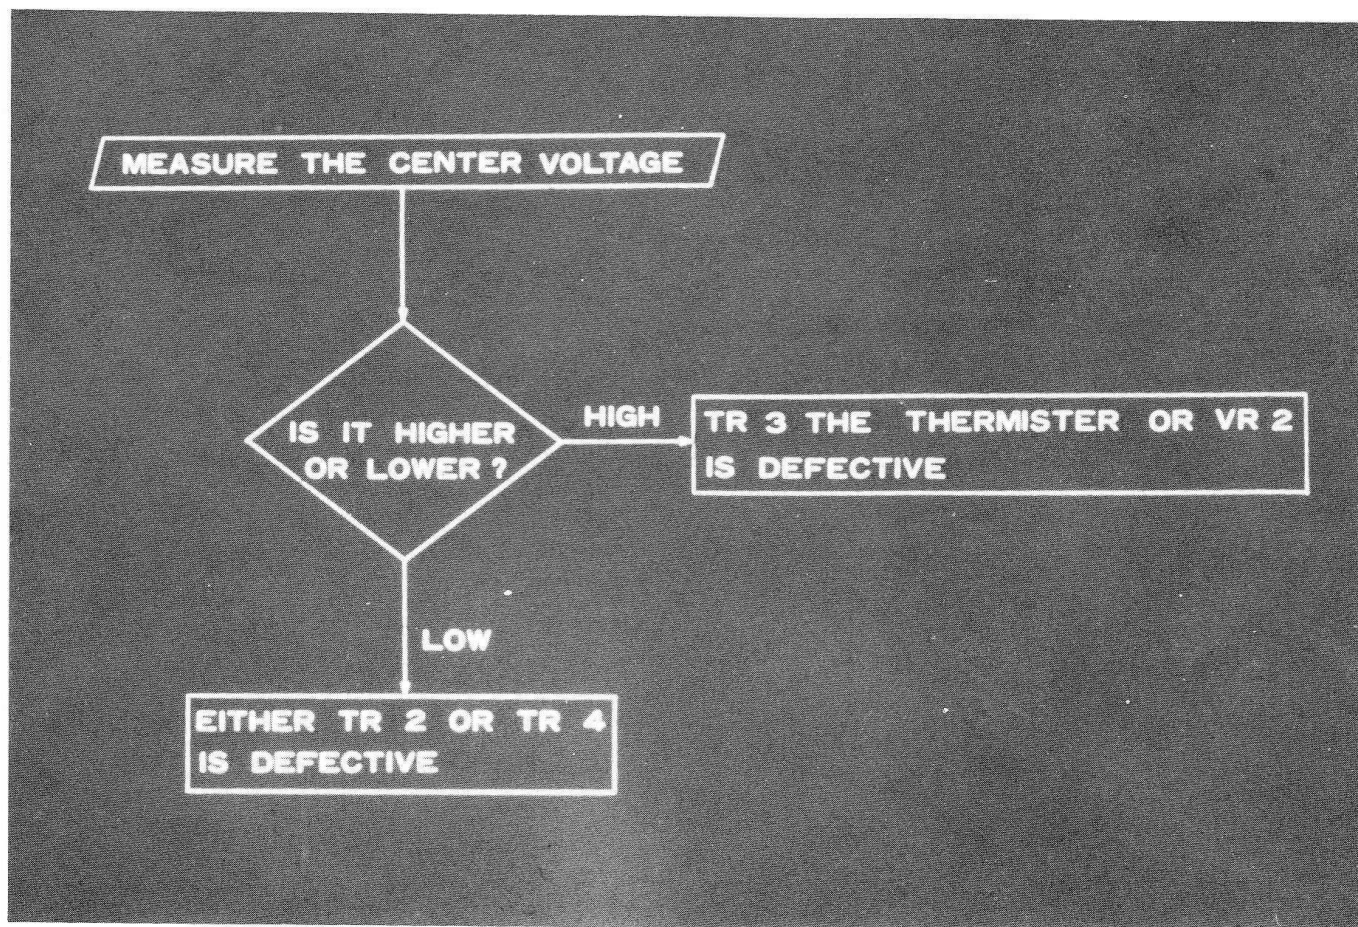 MEASURE THE CENTER VOLTAGE
IS IT HIGHER
OR LOWER ?
HIGH
TR 3 THE THERMISTER OR VR 2
IS DEFECTIVE
LOW
EITHER TR 2 OR TR 4
IS DEFECTIVE